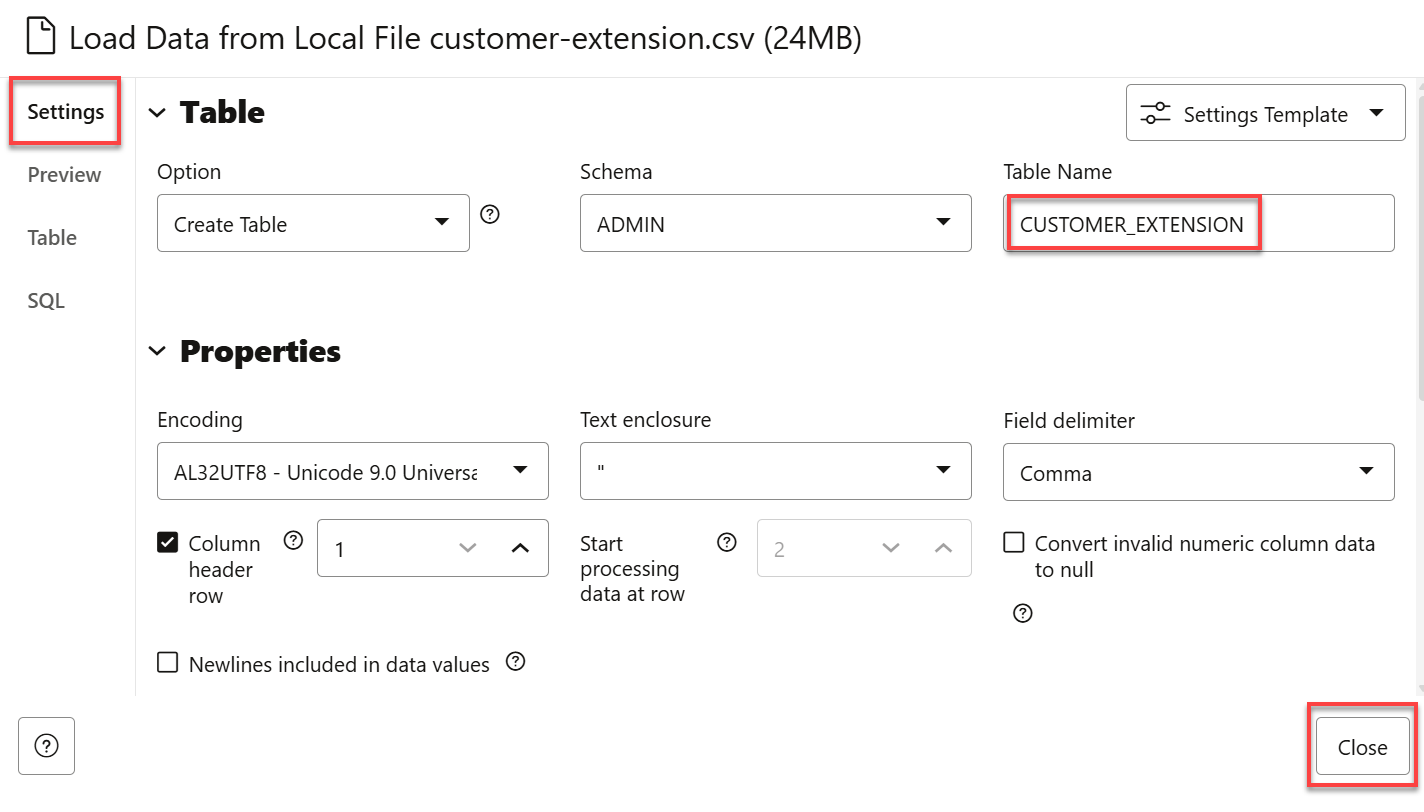 Load Data from Local File customer-extension.csv (24MB)
Settings
Preview
Table
SQL
Table
Settings Template
Option
Schema
Table Name
Create Table
?
ADMIN
CUSTOMER_EXTENSION
Properties
Encoding
Text enclosure
Field delimiter
AL32UTF8 - Unicode 9.0 Universa
"
Comma
Column
header
row
?
1
Start
processing
data at row
?
2
Convert invalid numeric column data
to null
?
Newlines included in data values
?
?
Close